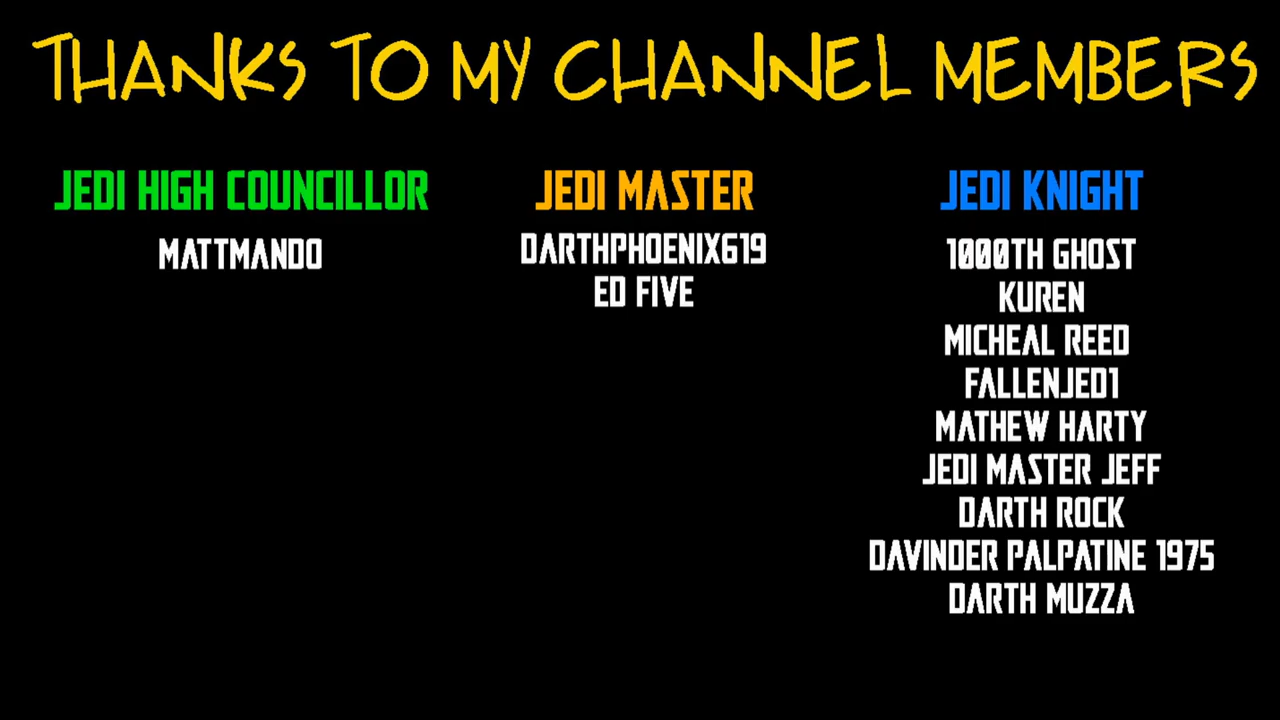 THANKS TO MY CHANNEL MEMBERS
JEDI HIGH COUNCILLOR
MATTMANDO
JEDI MASTER
DARTHPHOENIX619
ED FIVE
JEDI KNIGHT
1000TH GHOST
KUREN
MICHEAL REED
FALLENJED1
MATHEW HARTY
JEDI MASTER JEFF
DARTH ROCK
DAVINDER PALPATINE 1975
DARTH MUZZA